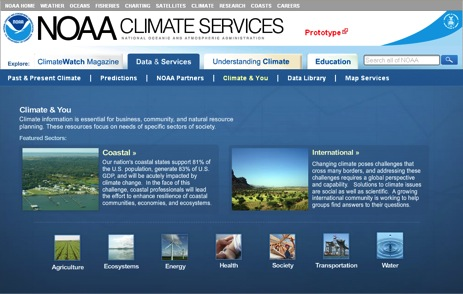 NOAA HOME WEATHER OCEANS FISHERIES CHARTING SATELLITES CLIMATE RESEARCH COASTS CAREERS
NOAA CLIMATE SERVICES
NATIONAL OCEANIC AND ATMOSPHERIC ADMINISTRATION
Prototype
Explore: ClimateWatch Magazine Data & Services Understanding Climate Education Search all of NOAA
Past & Present Climate | Predictions | NOAA Partners | Climate & You | Data Library | Map Services
Climate & You
Climate information is essential for business, community, and natural resource
planning. These resources focus on needs of specific sectors of society.
Featured Sectors:
Coastal »
Our nation's coastal states support 81% of
the U.S. population, generate 83% of U.S.
GDP, and will be acutely impacted by
climate change. In the face of this
challenge, coastal professionals will lead
the effort to enhance resilience of coastal
communities, economies, and ecosystems.
International »
Changing climate poses challenges that
cross many borders, and addressing these
challenges requires a global perspective
and capability. Solutions to climate issues
are social as well as scientific. A growing
international community is working to help
groups find answers to their questions.
Agriculture Ecosystems Energy Health Society Transportation Water